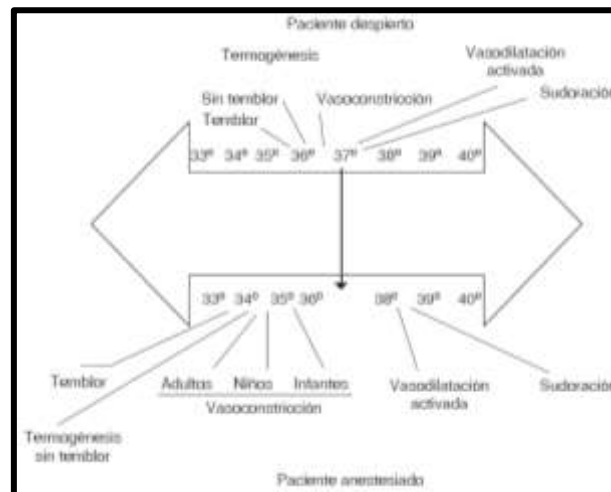 Paciente despierto
Termogénesis
Vasodilatación
activada
Sin temblor
Vasoconstricción
Sudoración
Temblor
33º 34º 35º 36º 37º 38º 39º 40º
33º 34º 35º 36º 38º 39º 40º
Temblor
Adultos Niños Infantes
Vasodilatación
activada
Sudoración
Vasoconstricción
Termogénesis
sin temblor
Paciente anestesiado